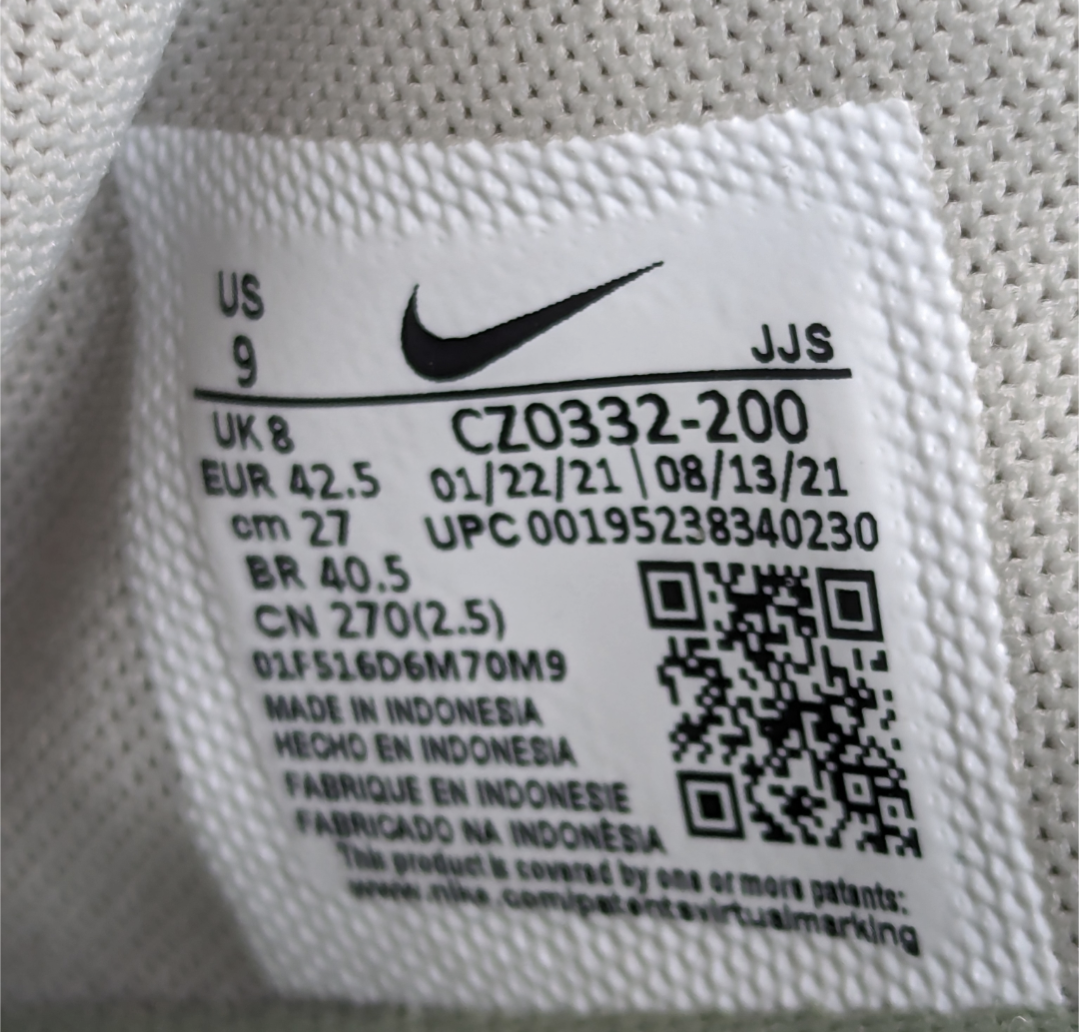 US
9
JJS
UK 8
CZ0332-200
EUR 42.5
01/22/21 | 08/13/21
cm 27
UPC 00195238340230
BR 40.5
CN 270(2.5)
01F516D6M70M9
MADE IN INDONESIA
HECHO EN INDONESIA
FABRIQUE EN INDONESIE
FABRICADO NA INDONÈSIA
This product is covered by one or more patents:
www.nike.com/patentsvirtualmarking